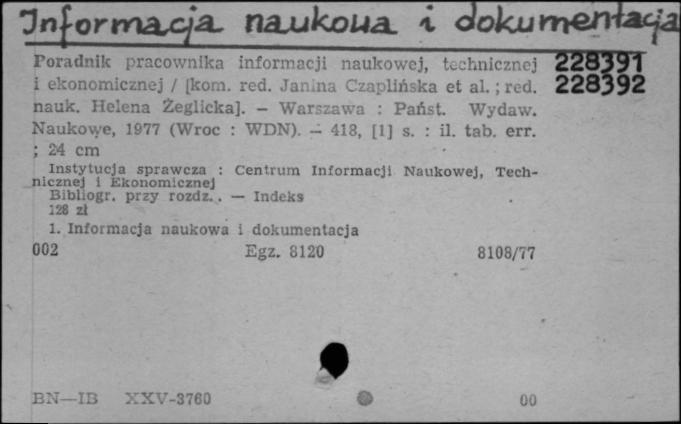 Informacja naukowa i dokumentacja
Poradnik pracownika informacji naukowej, technicznej 228391
i ekonomicznej / [kom. red. Janina Czaplińska et al. ; red. 228392
nauk. Helena Żeglicka]. – Warszawa : Państ. Wydaw.
Naukowe, 1977 (Wroc : WDN). – 418, [1] s. : il. tab. err.
; 24 cm
Instytucja sprawcza : Centrum Informacji Naukowej, Tech-
nicznej i Ekonomicznej
Bibliogr. przy rozdz. . — Indeks
128 zł
1. Informacja naukowa i dokumentacja
002 Egz. 8120 8108/77
BN—IB XXV-3760 00